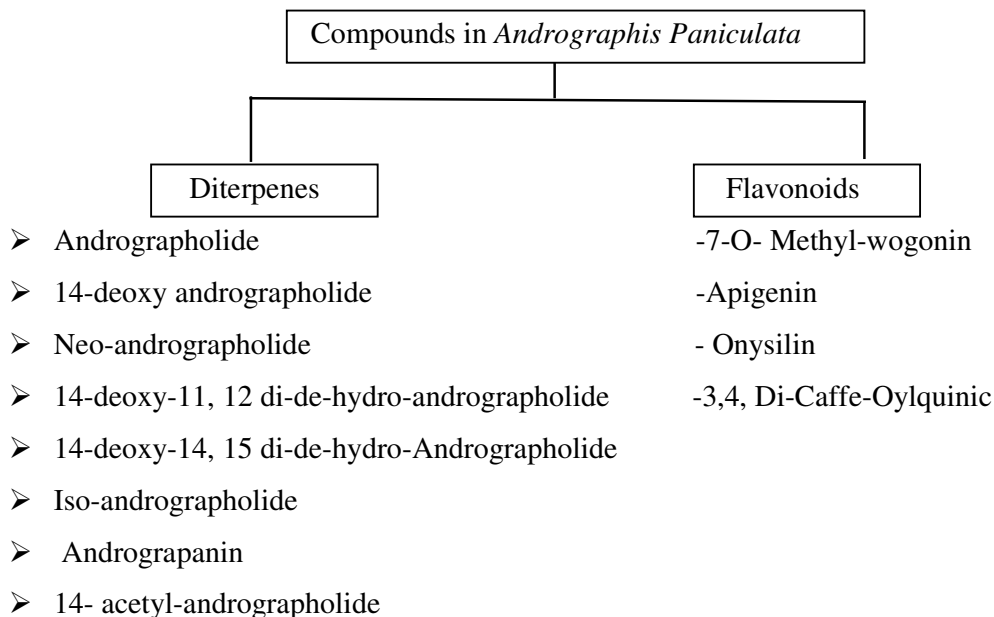 Compounds in Andrographis Paniculata
Diterpenes
Flavonoids
➢ Andrographolide
➢ 14-deoxy andrographolide
➢ Neo-andrographolide
➢ 14-deoxy-11, 12 di-de-hydro-andrographolide
➢ 14-deoxy-14, 15 di-de-hydro-Andrographolide
➢ Iso-andrographolide
➢ Andrograpanin
➢ 14- acetyl-andrographolide
-7-O- Methyl-wogonin
-Apigenin
- Onysilin
-3,4, Di-Caffe-Oylquinic